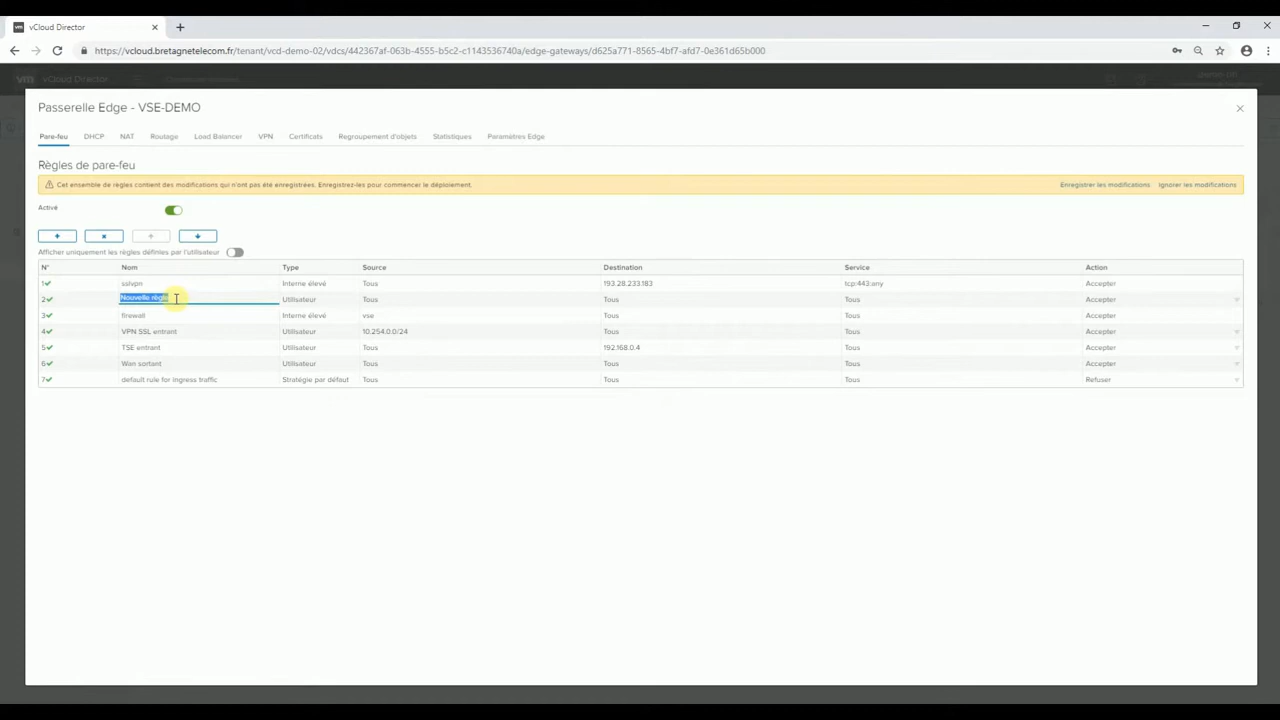 vCloud Director
https://vcloud.bretagnetelecom.fr/tenant/vcd-demo-02/vdcs/442367af-063b-4555-b5c2-c1143536740a/edge-gateways/d625a771-8565-4bf7-afd7-0e361d65b000
vm vCloud Director
Passerelle Edge - VSE-DEMO
Pare-feu DHCP NAT Routage Load Balancer VPN Certificats Regroupement d'objets Statistiques Paramètres Edge
Règles de pare-feu
Cet ensemble de règles contient des modifications qui n'ont pas été enregistrées. Enregistrez-les pour commencer le déploiement. Enregistrer les modifications Ignorer les modifications
Activé
Afficher uniquement les règles définies par l'utilisateur
N° Nom Type Source Destination Service Action
1 sslvpn Interne élevé Tous 193.28.233.183 tcp:443:any Accepter
2 Nouvelle règle Utilisateur Tous Tous Tous Accepter
3 firewall Interne élevé vse Tous Tous Accepter
4 VPN SSL entrant Utilisateur 10.254.0.0/24 Tous Tous Accepter
5 TSE entrant Utilisateur Tous 192.168.0.4 Tous Accepter
6 Wan sortant Utilisateur Tous Tous Tous Accepter
7 default rule for ingress traffic Stratégie par défaut Tous Tous Tous Refuser